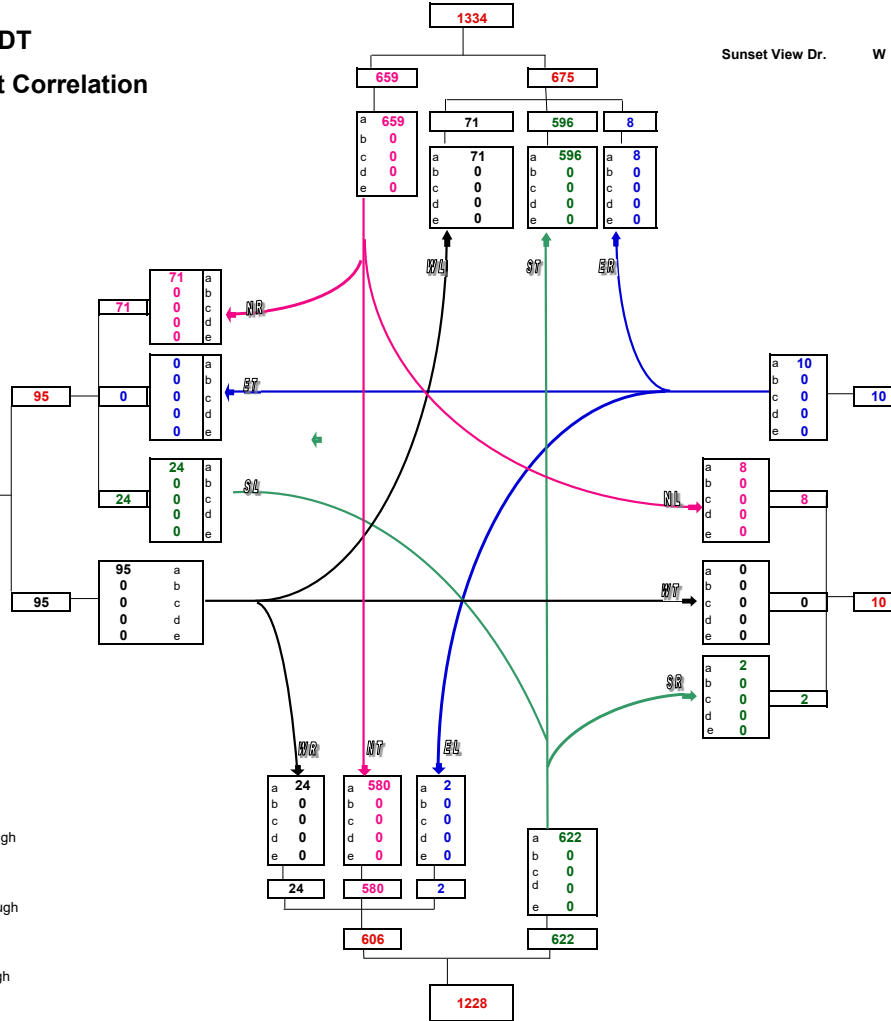 1334
DT
t Correlation
Sunset View Dr. W
659 675
71 596 8
a 659
b 0
c 0
d 0
e 0
a 71
b 0
c 0
d 0
e 0
a 596
b 0
c 0
d 0
e 0
a 8
b 0
c 0
d 0
e 0
WL ST ER
71
71 a
0 b
0 c
0 d
0 e
NR
95
0
0 a
0 b
0 c
0 d
0 e
ET
a 10
b 0
c 0
d 0
e 0
10
24
24 a
0 b
0 c
0 d
0 e
SL
NL
a 8
b 0
c 0
d 0
e 0
8
95
95 a
0 b
0 c
0 d
0 e
WT
a 0
b 0
c 0
d 0
e 0
0
10
SR
a 2
b 0
c 0
d 0
e 0
2
WR NT EL
a 24
b 0
c 0
d 0
e 0
a 580
b 0
c 0
d 0
e 0
a 2
b 0
c 0
d 0
e 0
a 622
b 0
c 0
d 0
e 0
gh
ugh
gh
24 580 2
606 622
1228